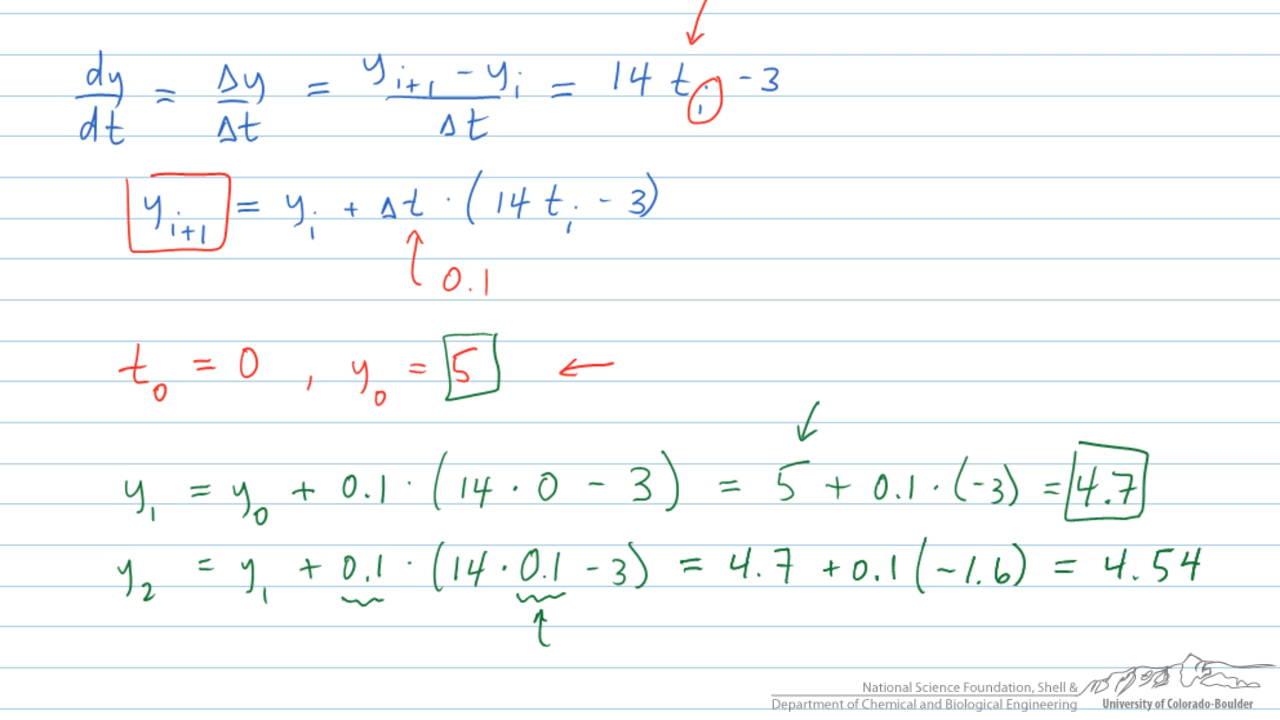 dy/dt = Δy/Δt = (y_{i+1} - y_i)/Δt = 14 t_i - 3
y_{i+1} = y_i + Δt · (14 t_i - 3)
0.1
t_0 = 0 , y_0 = 5 ←
y_1 = y_0 + 0.1 · (14 · 0 - 3) = 5 + 0.1 · (-3) = 4.7
y_2 = y_1 + 0.1 · (14 · 0.1 - 3) = 4.7 + 0.1 (-1.6) = 4.54
National Science Foundation, Shell &
Department of Chemical and Biological Engineering
University of Colorado-Boulder